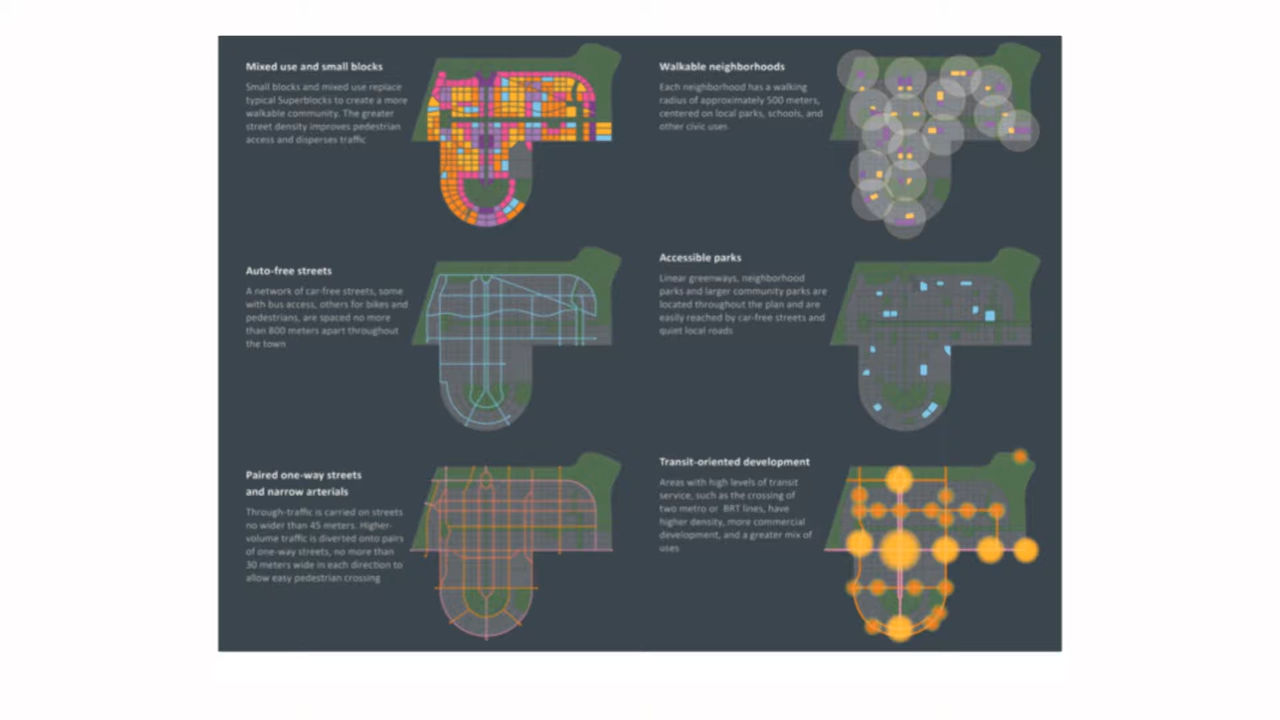 Mixed use and small blocks
Small blocks and mixed use replace
typical Superblocks to create a more
walkable community. The greater
street density improves pedestrian
access and disperses traffic
Walkable neighborhoods
Each neighborhood has a walking
radius of approximately 500 meters,
centered on local parks, schools, and
other civic uses
Auto-free streets
A network of car-free streets, some
with bus access, others for bikes and
pedestrians, are spaced no more
than 800 meters apart throughout
the town
Accessible parks
Linear greenways, neighborhood
parks and larger community parks are
located throughout the plan and are
easily reached by car-free streets and
quiet local roads
Paired one-way streets
and narrow arterials
Through-traffic is carried on streets
no wider than 45 meters. Higher-
volume traffic is diverted onto pairs
of one-way streets, no more than
30 meters wide in each direction to
allow easy pedestrian crossing
Transit-oriented development
Areas with high levels of transit
service, such as the crossing of
two metro or BRT lines, have
higher density, more commercial
development, and a greater mix of
uses